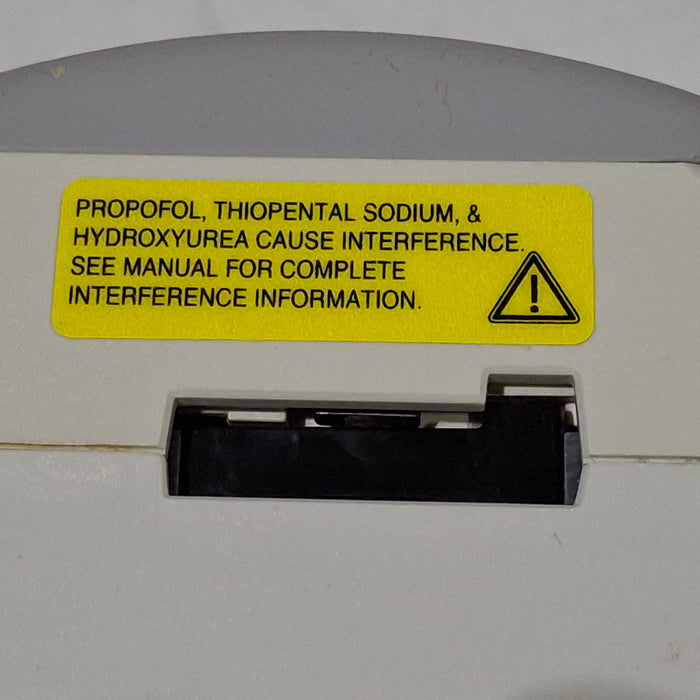 PROPOFOL, THIOPENTAL SODIUM, &
HYDROXYUREA CAUSE INTERFERENCE.
SEE MANUAL FOR COMPLETE
INTERFERENCE INFORMATION.
!